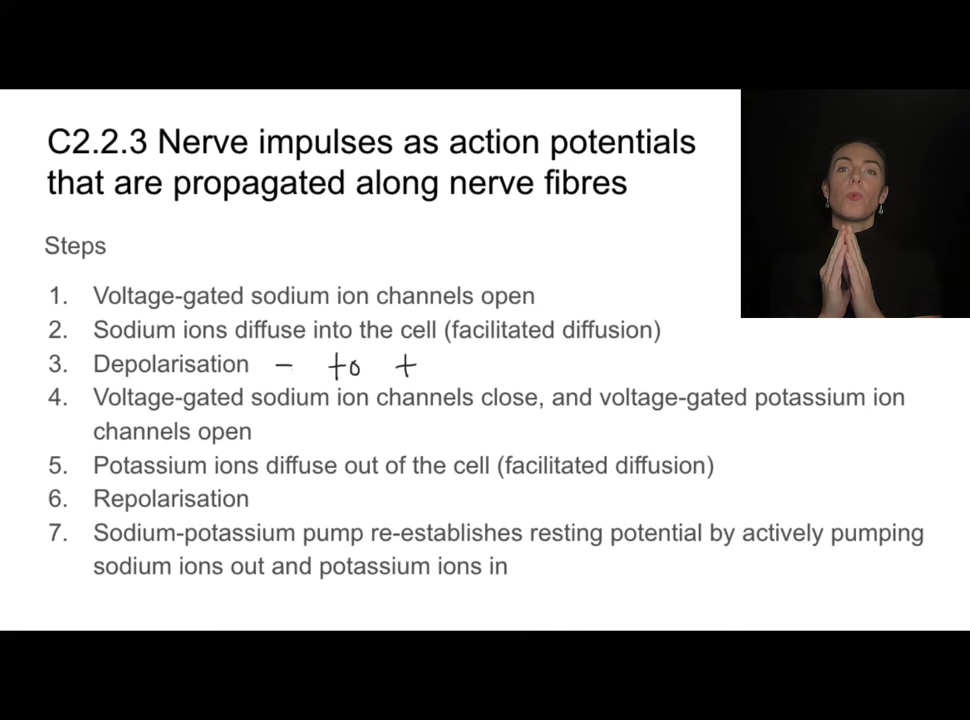 C2.2.3 Nerve impulses as action potentials
that are propagated along nerve fibres
Steps
1. Voltage-gated sodium ion channels open
2. Sodium ions diffuse into the cell (facilitated diffusion)
3. Depolarisation - to +
4. Voltage-gated sodium ion channels close, and voltage-gated potassium ion
channels open
5. Potassium ions diffuse out of the cell (facilitated diffusion)
6. Repolarisation
7. Sodium-potassium pump re-establishes resting potential by actively pumping
sodium ions out and potassium ions in